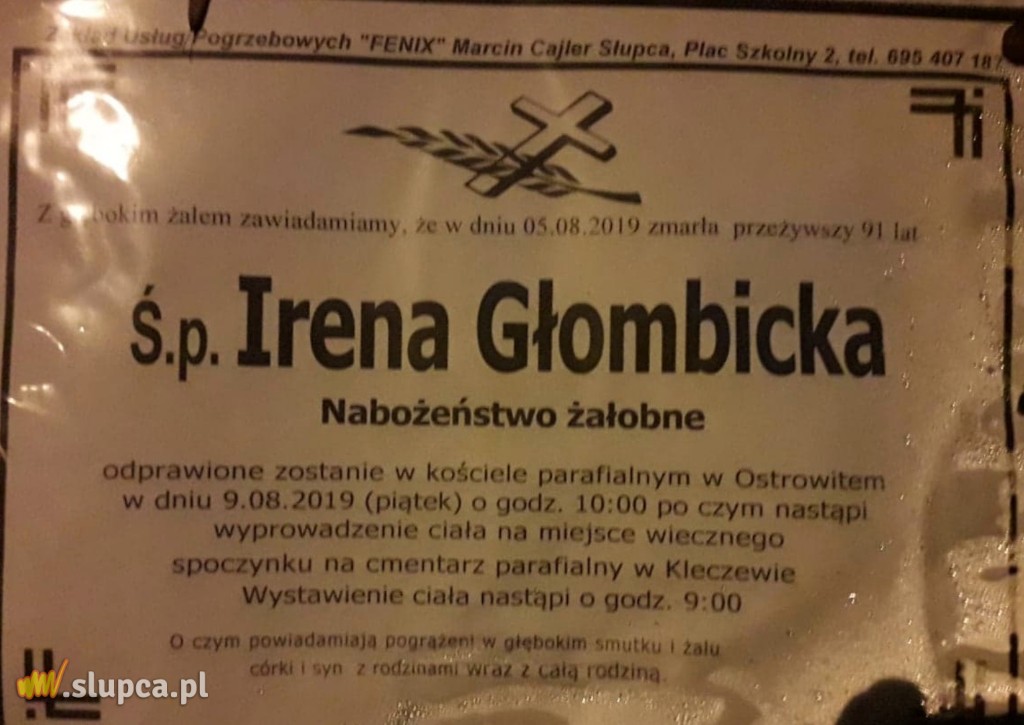 Zakład Usług Pogrzebowych "FENIX" Marcin Cajler Słupca, Plac Szkolny 2, tel. 695 407 187
Z głębokim żalem zawiadamiamy, że w dniu 05.08.2019 zmarła przeżywszy 91 lat
Ś.p. Irena Głombicka
Nabożeństwo żałobne
odprawione zostanie w kościele parafialnym w Ostrowitem
w dniu 9.08.2019 (piątek) o godz. 10:00 po czym nastąpi
wyprowadzenie ciała na miejsce wiecznego
spoczynku na cmentarz parafialny w Kleczewie
Wystawienie ciała nastąpi o godz. 9:00
O czym powiadamiają pogrążeni w głębokim smutku i żalu
córki i syn z rodzinami wraz z całą rodziną.
.slupca.pl